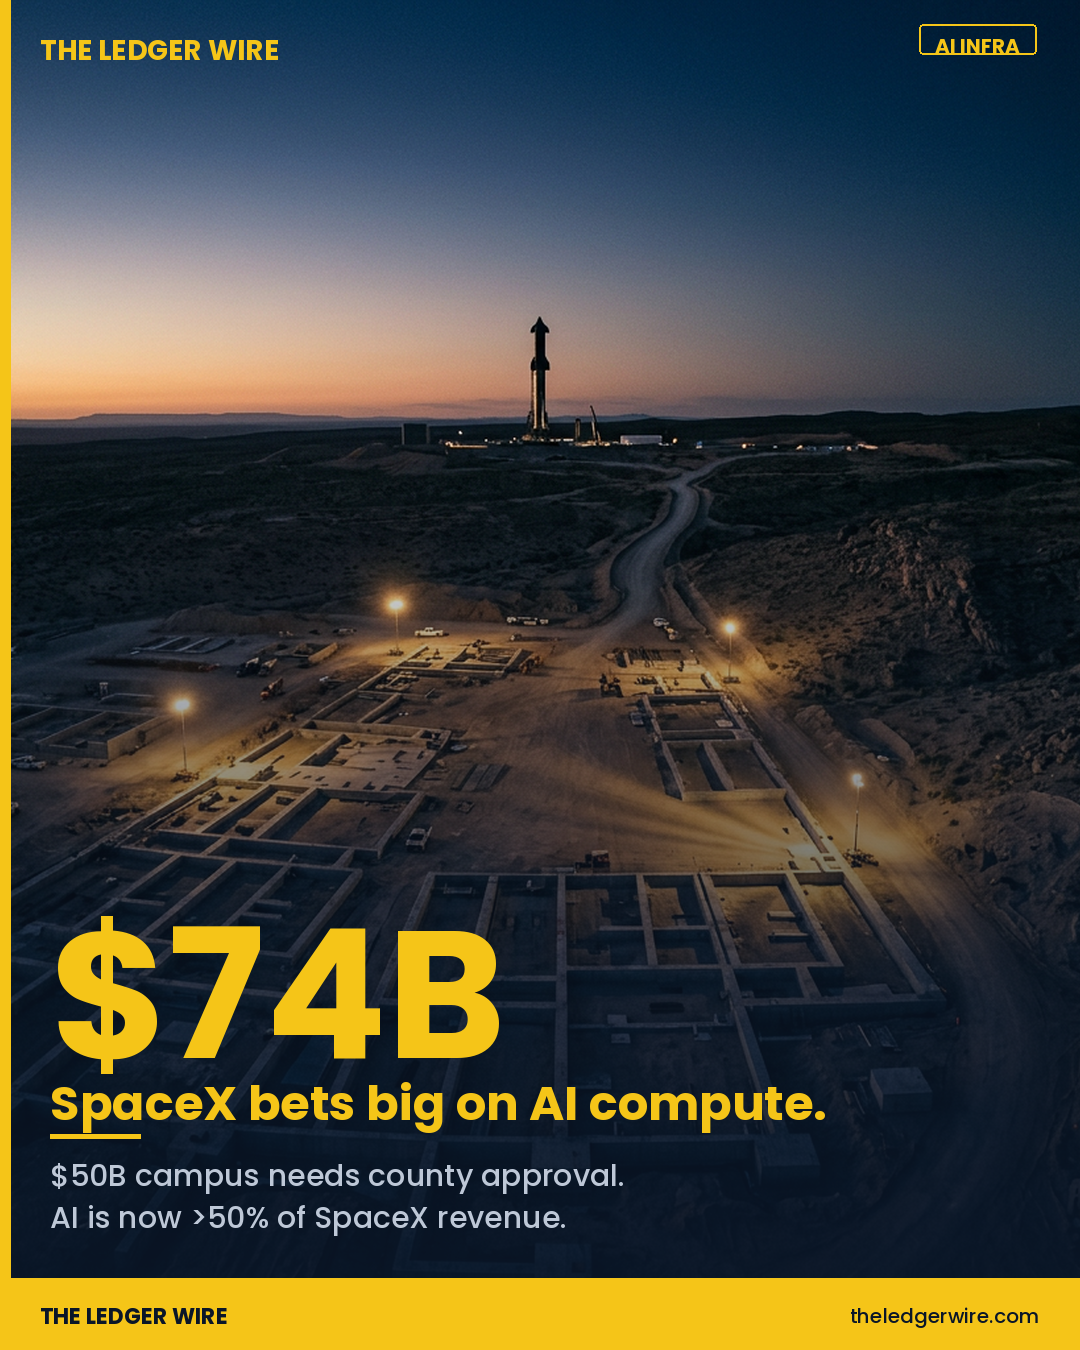 THE LEDGER WIRE
AI INFRA
$74B
SpaceX bets big on AI compute.
$50B campus needs county approval.
AI is now >50% of SpaceX revenue.
THE LEDGER WIRE
theledgerwire.com